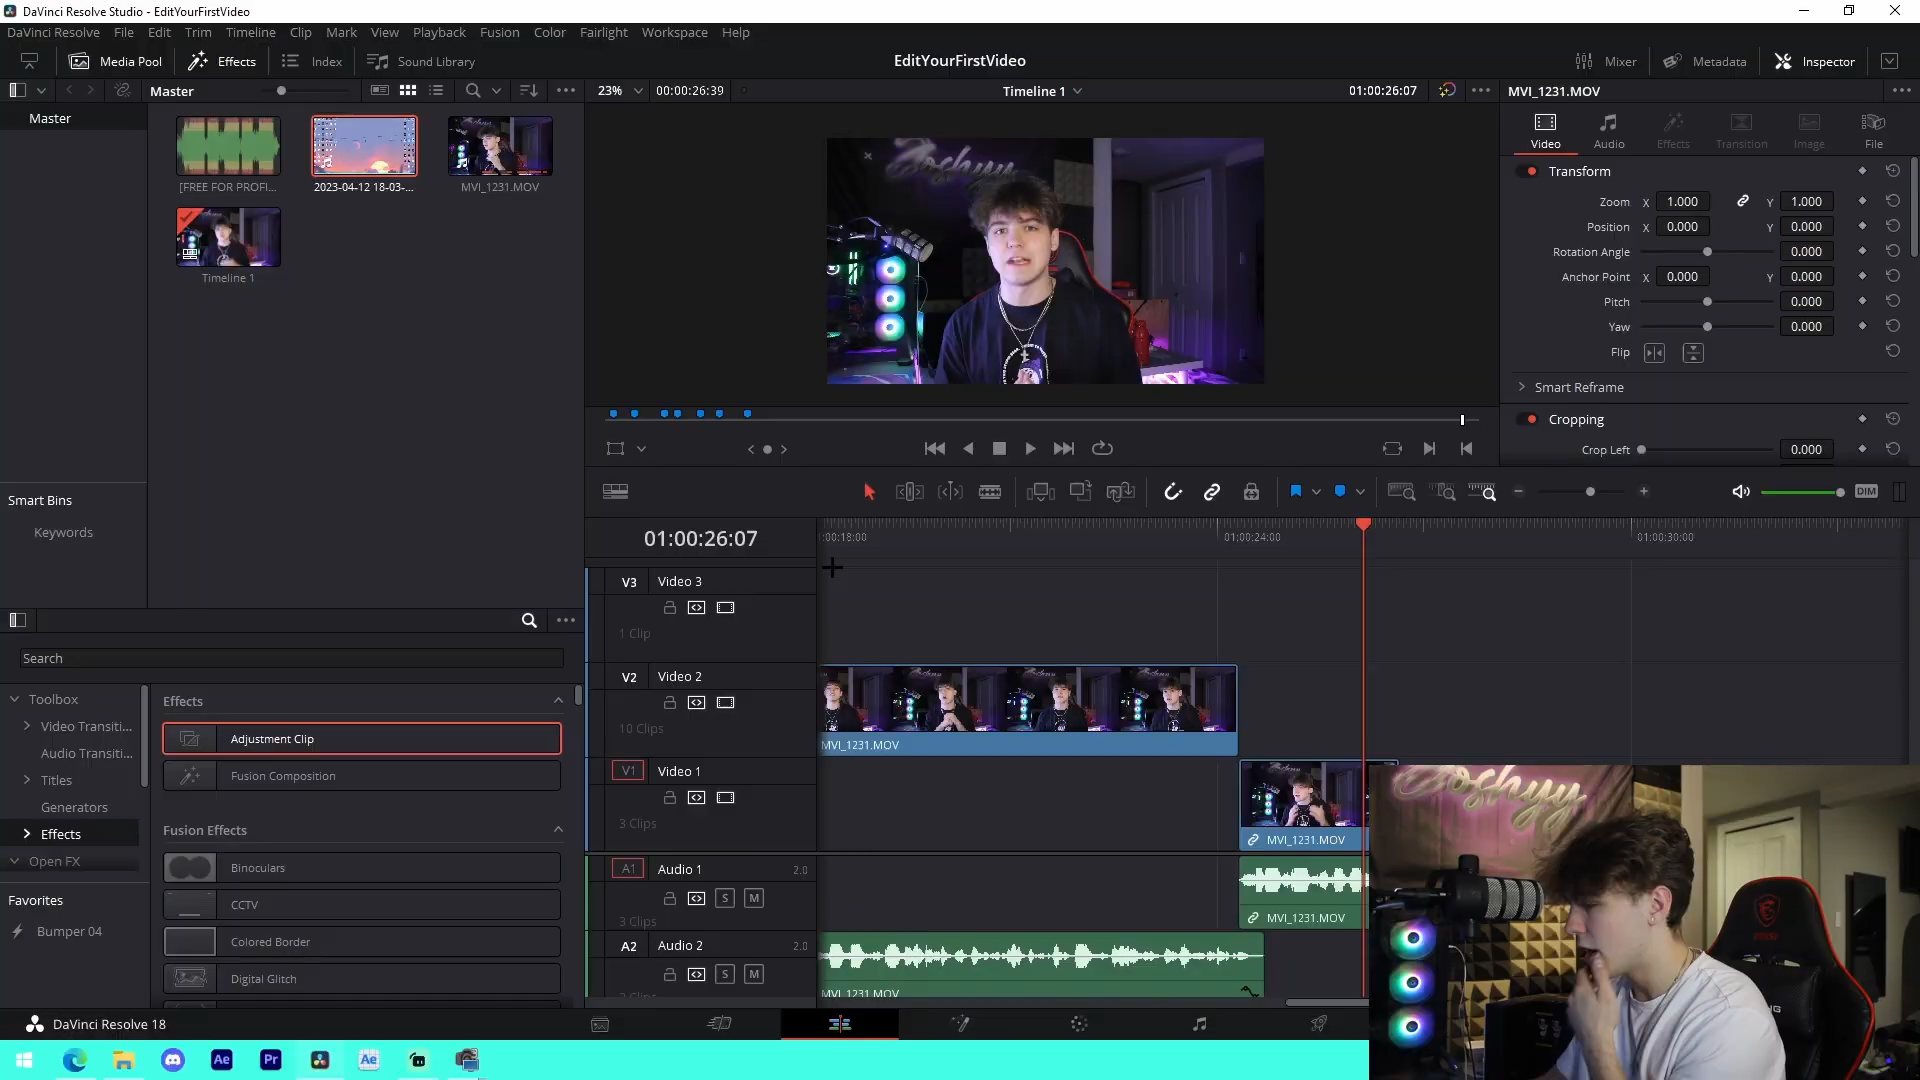 DaVinci Resolve Studio - EditYourFirstVideo
DaVinci Resolve File Edit Trim Timeline Clip Mark View Playback Fusion Color Fairlight Workspace Help
Media Pool Effects Index Sound Library EditYourFirstVideo Mixer Metadata Inspector
Master 23% 00:00:26:39 Timeline 1 01:00:26:07 MVI_1231.MOV
Master
[FREE FOR PROFI... 2023-04-12 18-03-... MVI_1231.MOV
Timeline 1
Video Audio Effects Transition Image File
Transform
Zoom X 1.000 Y 1.000
Position X 0.000 Y 0.000
Rotation Angle 0.000
Anchor Point X 0.000 Y 0.000
Pitch 0.000
Yaw 0.000
Flip
Smart Reframe
Cropping
Crop Left 0.000
Joshyy
Smart Bins
Keywords
DIM
01:00:26:07
:00:18:00 01:00:24:00 01:00:30:00
V3 Video 3
1 Clip
V2 Video 2
10 Clips
MVI_1231.MOV
V1 Video 1
3 Clips
MVI_1231.MOV
A1 Audio 1 2.0
S M
3 Clips
MVI_1231.MOV
A2 Audio 2 2.0
S M
MVI_1231.MOV
Search
Toolbox
Video Transiti...
Audio Transiti...
Titles
Generators
Effects
Open FX
Favorites
Bumper 04
Effects
Adjustment Clip
Fusion Composition
Fusion Effects
Binoculars
CCTV
Colored Border
Digital Glitch
Joshyy
DaVinci Resolve 18
Ae Pr Ae